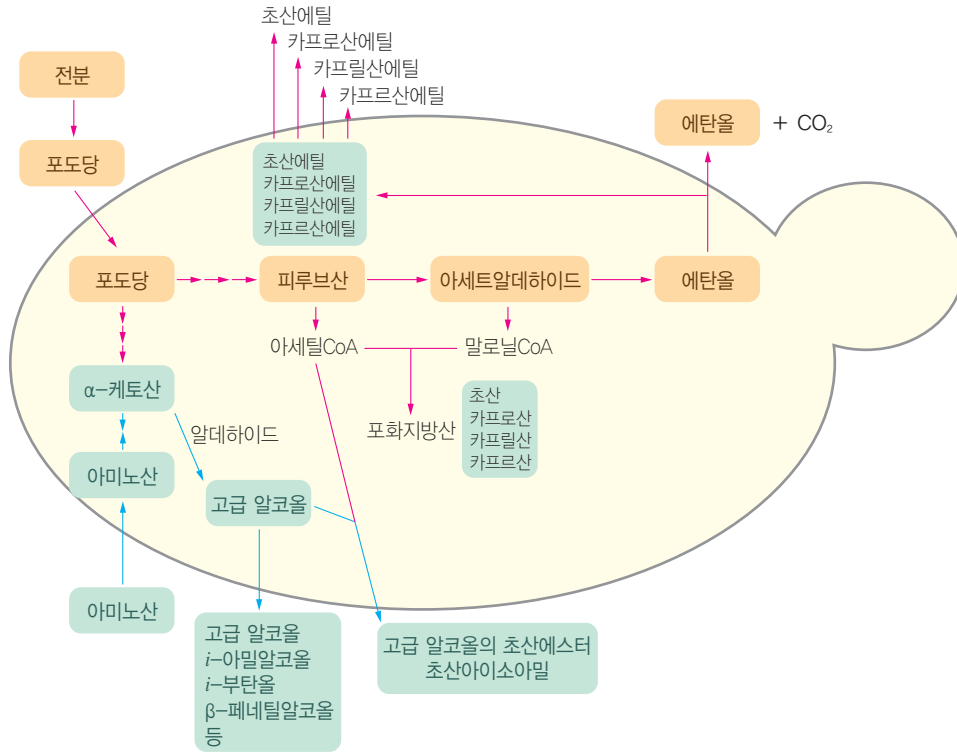 초산에틸
카프로산에틸
카프릴산에틸
카프르산에틸
전분
에탄올 + CO₂
포도당
초산에틸
카프로산에틸
카프릴산에틸
카프르산에틸
포도당
피루브산
아세트알데하이드
에탄올
아세틸CoA
말로닐CoA
α-케토산
초산
카프로산
카프릴산
카프르산
포화지방산
알데하이드
아미노산
고급 알코올
아미노산
고급 알코올
i-아밀알코올
i-부탄올
β-페네틸알코올
등
고급 알코올의 초산에스터
초산아이소아밀